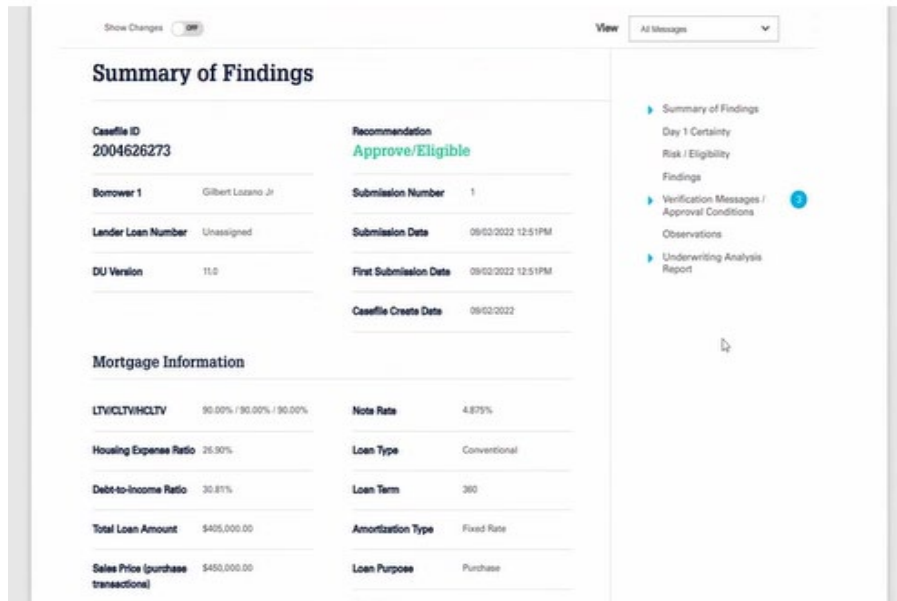 Show Changes OFF
View All Messages
Summary of Findings
Casefile ID
2004626273
Recommendation
Approve/Eligible
Borrower 1 Gilbert Lozano Jr
Submission Number 1
Lender Loan Number Unassigned
Submission Date 09/02/2022 12:51PM
DU Version 11.0
First Submission Date 09/02/2022 12:51PM
Casefile Create Date 09/02/2022
Mortgage Information
LTV/CLTV/HCLTV 90.00% / 90.00% / 90.00%
Note Rate 4.875%
Housing Expense Ratio 26.90%
Loan Type Conventional
Debt-to-Income Ratio 30.81%
Loan Term 360
Total Loan Amount $405,000.00
Amortization Type Fixed Rate
Sales Price (purchase $450,000.00
transactions)
Loan Purpose Purchase
Summary of Findings
Day 1 Certainty
Risk / Eligibility
Findings
Verification Messages / 3
Approval Conditions
Observations
Underwriting Analysis
Report